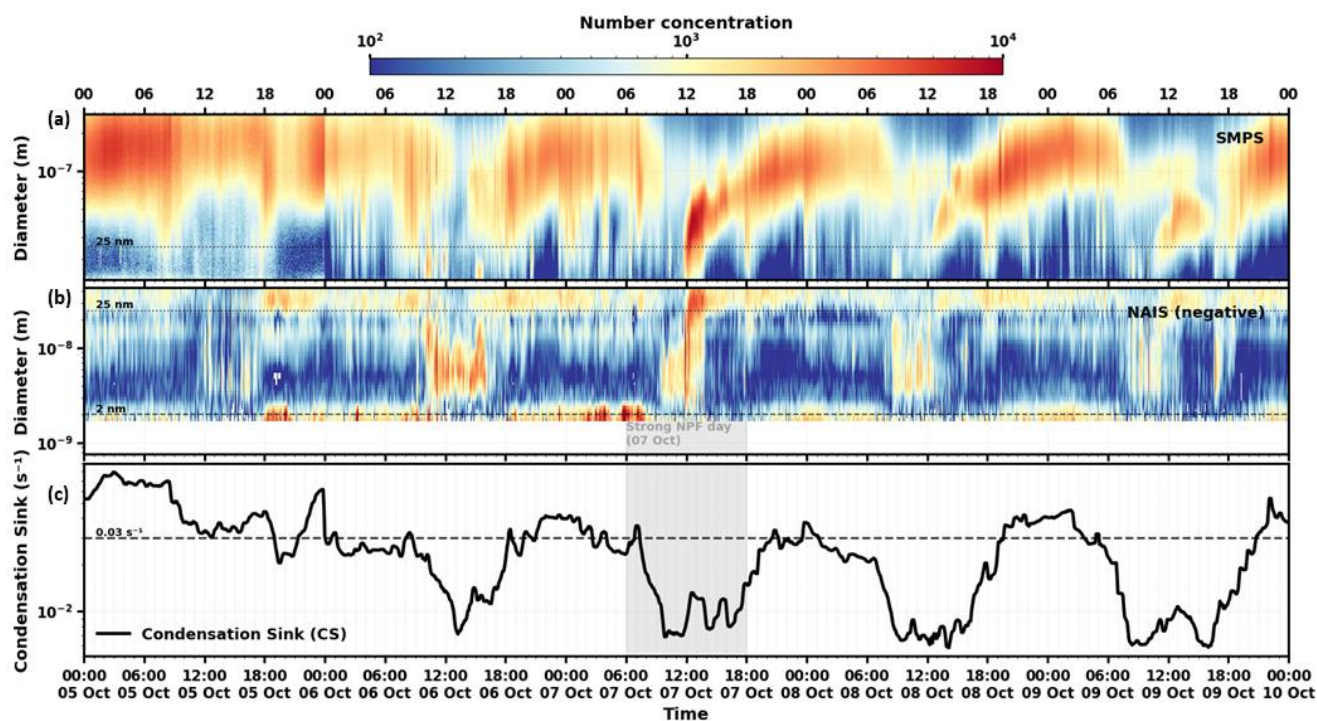 Number concentration
10² 10³ 10⁴
00 06 12 18 00 06 12 18 00 06 12 18 00 06 12 18 00 06 12 18 00
(a)
SMPS
Diameter (m)
10⁻⁷
25 nm
(b)
25 nm
NAIS (negative)
Diameter (m)
10⁻⁸
2 nm
10⁻⁹
Strong NPF day
(07 Oct)
Condensation Sink (s⁻¹)
(c)
0.03 s⁻¹
10⁻²
Condensation Sink (CS)
00:00 06:00 12:00 18:00 00:00 06:00 12:00 18:00 00:00 06:00 12:00 18:00 00:00 06:00 12:00 18:00 00:00 06:00 12:00 18:00 00:00
05 Oct 05 Oct 05 Oct 05 Oct 06 Oct 06 Oct 06 Oct 06 Oct 07 Oct 07 Oct 07 Oct 07 Oct 08 Oct 08 Oct 08 Oct 08 Oct 09 Oct 09 Oct 09 Oct 09 Oct 10 Oct
Time